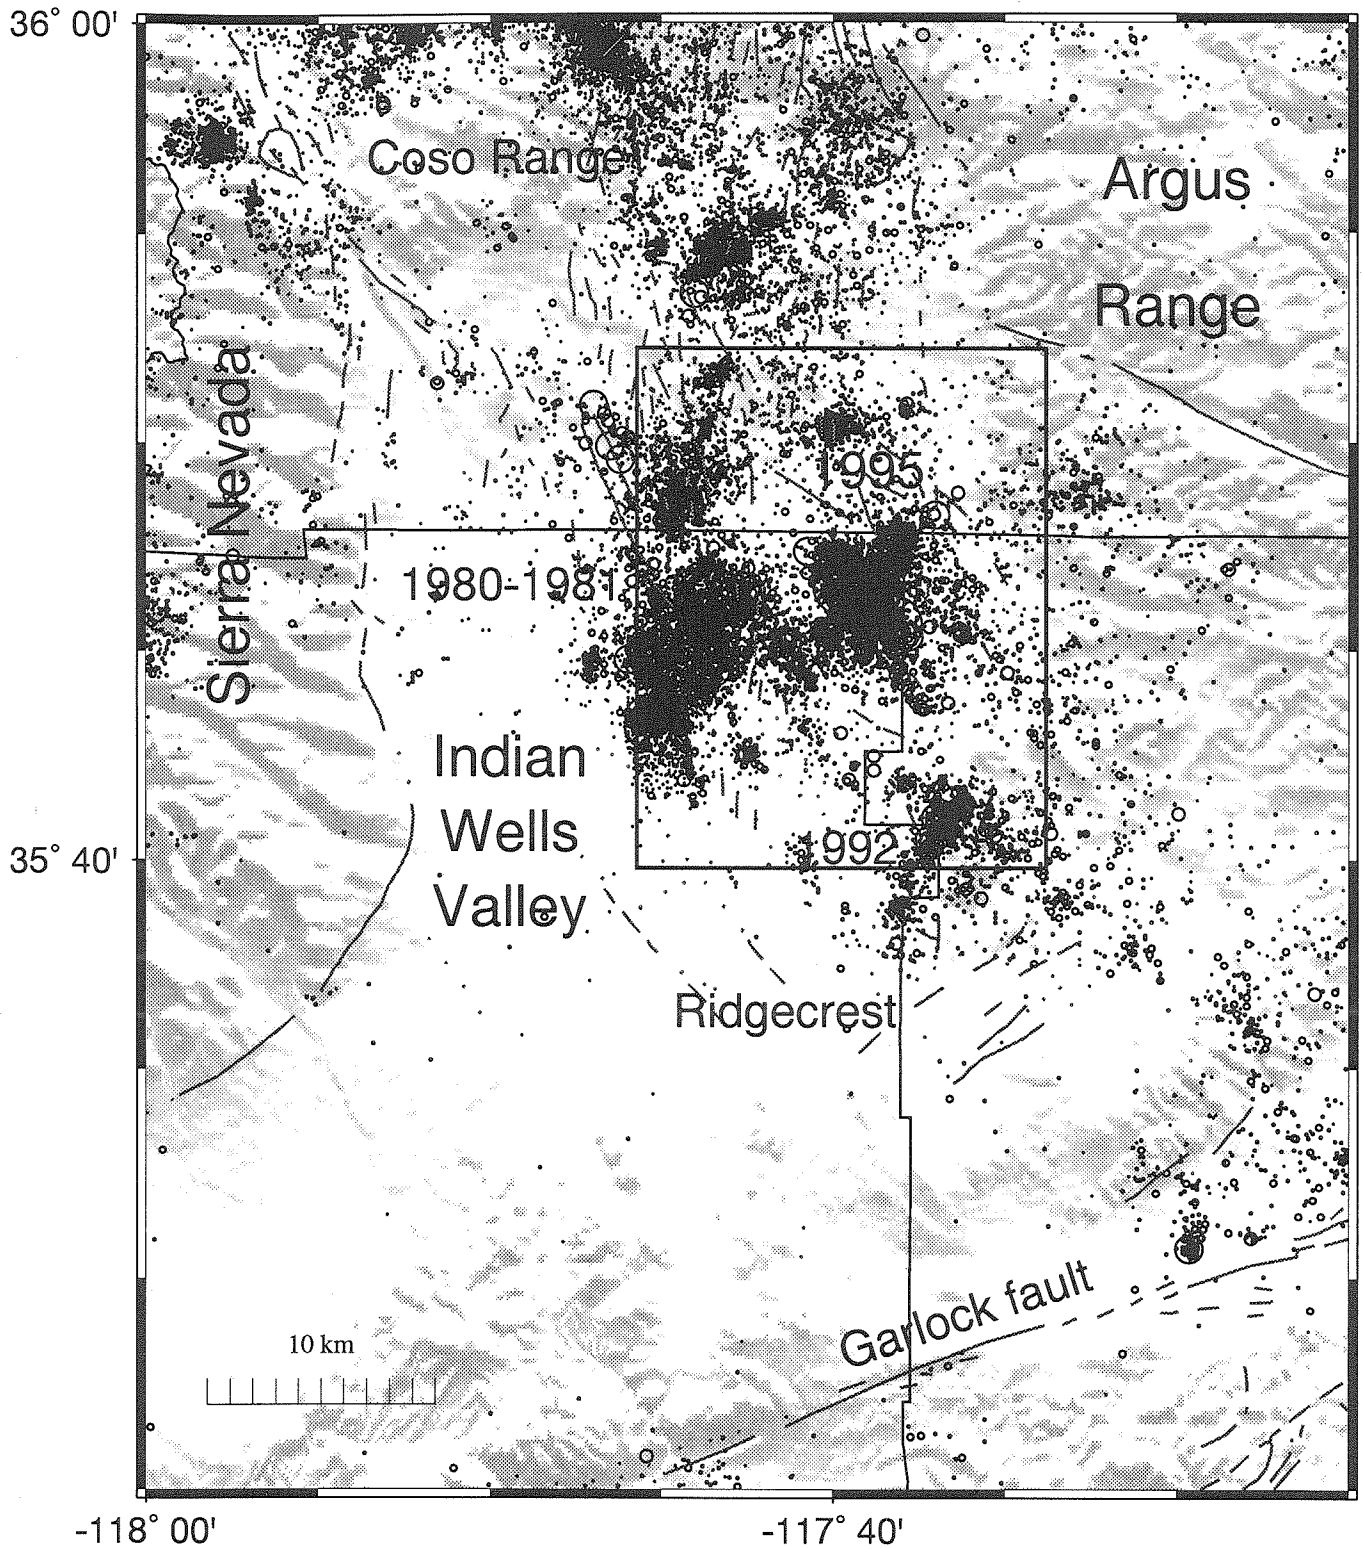 36° 00'
Coso Range
Argus
Range
Sierra Nevada
1995
1980-1981
Indian
Wells
Valley
1992
35° 40'
Ridgecrest
Garlock fault
10 km
-118° 00'
-117° 40'